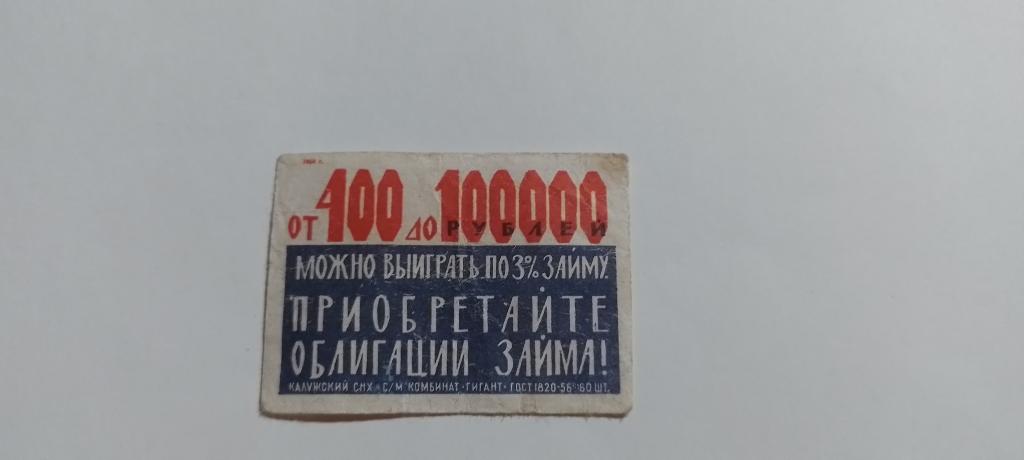 от 400 до 100000
РУБЛЕЙ
МОЖНО ВЫИГРАТЬ ПО 3% ЗАЙМУ.
ПРИОБРЕТАЙТЕ
ОБЛИГАЦИИ ЗАЙМА!
КАЛУЖСКИЙ СНХ • С/М. КОМБИНАТ • ГИГАНТ • ГОСТ 1820-56 • 60 ШТ.